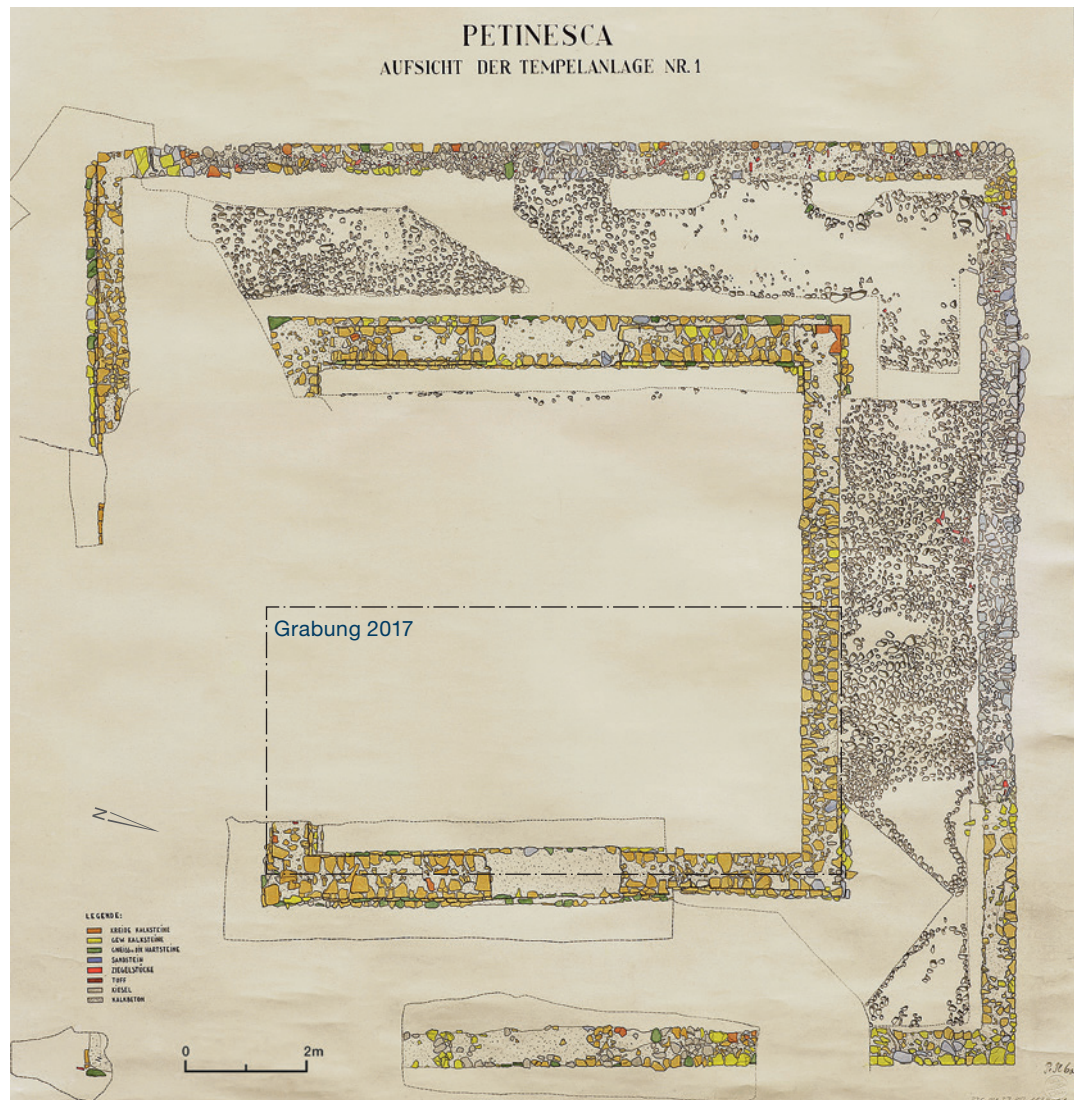 PETINESCA
AUFSICHT DER TEMPELANLAGE NR. 1
Grabung 2017
N
LEGENDE:
KREIDE KALKSTEINE
GEW. KALKSTEINE
HARTSTEINE
SANDSTEIN
ZIEGELSTÜCKE
TUFF
KIESEL
KALKBETON
0 2m